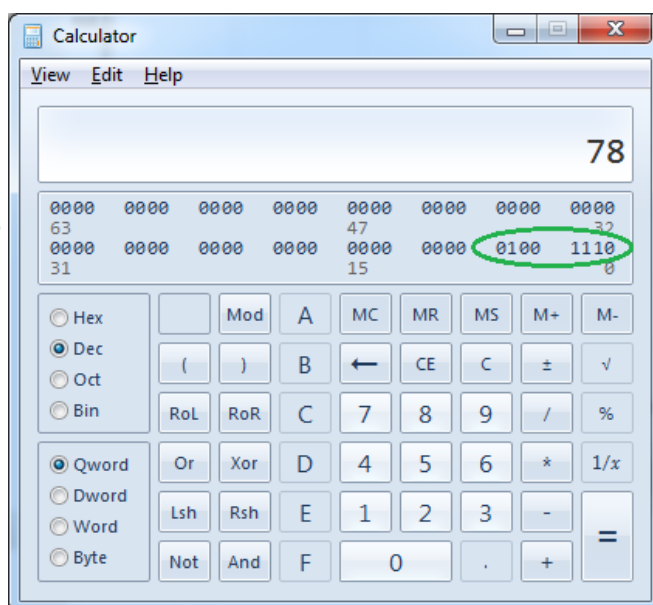 Calculator
View Edit Help
78
0000 0000 0000 0000 0000 0000 0000 0000
63 47 32
0000 0000 0000 0000 0000 0000 0100 1110
31 15 0
Hex Mod A MC MR MS M+ M-
Dec ( ) B ← CE C ± √
Oct
Bin RoL RoR C 7 8 9 / %
Qword Or Xor D 4 5 6 * 1/x
Dword
Word Lsh Rsh E 1 2 3 - =
Byte Not And F 0 . +